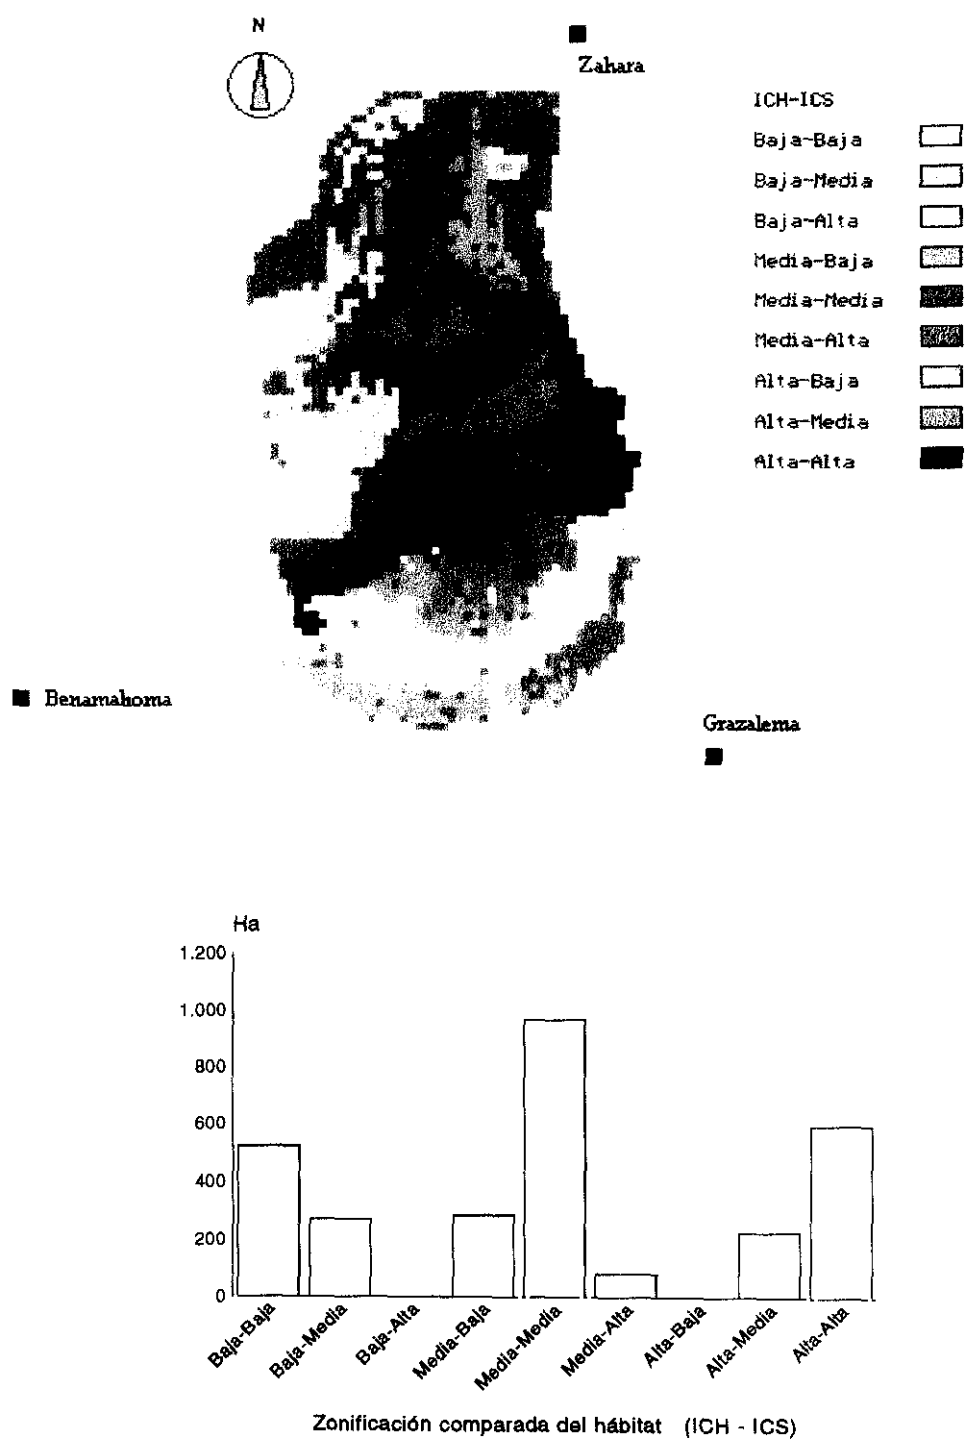 N
Zahara
ICH-ICS
Baja-Baja
Baja-Media
Baja-Alta
Media-Baja
Media-Media
Media-Alta
Alta-Baja
Alta-Media
Alta-Alta
Benamahoma
Grazalema
Ha
1.200
1.000
800
600
400
200
0
Baja-Baja
Baja-Media
Baja-Alta
Media-Baja
Media-Media
Media-Alta
Alta-Baja
Alta-Media
Alta-Alta
Zonificación comparada del hábitat (ICH - ICS)